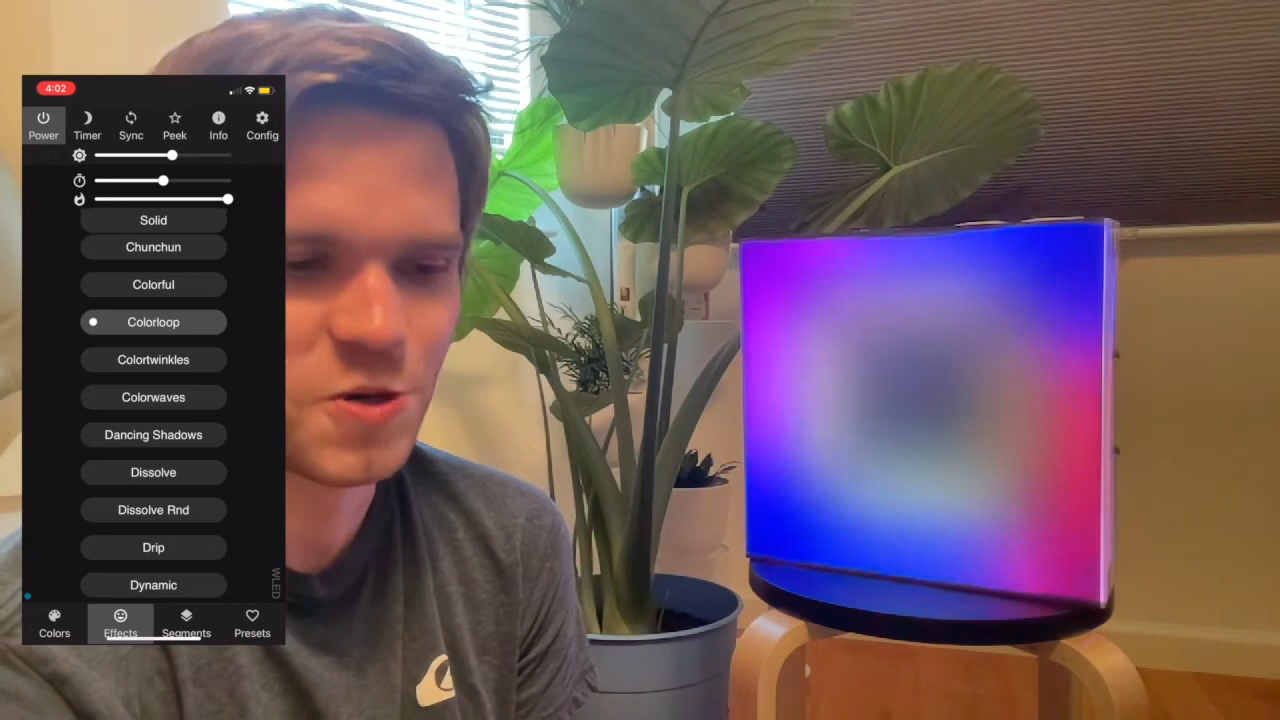 4:02
Power Timer Sync Peek Info Config
Solid
Chunchun
Colorful
Colorloop
Colortwinkles
Colorwaves
Dancing Shadows
Dissolve
Dissolve Rnd
Drip
Dynamic
WLED
Colors Effects Segments Presets